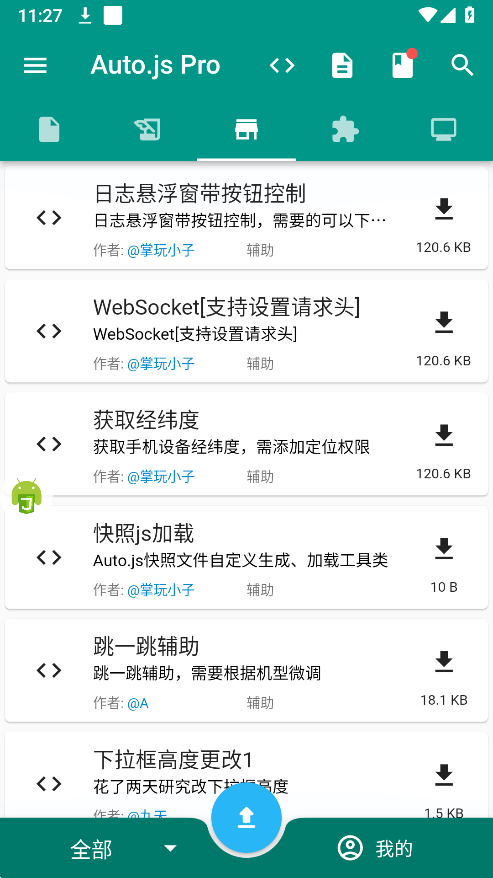 11:27
Auto.js Pro
日志悬浮窗带按钮控制
日志悬浮窗带按钮控制，需要的可以下…
作者: @掌玩小子 辅助
120.6 KB
WebSocket[支持设置请求头]
WebSocket[支持设置请求头]
作者: @掌玩小子 辅助
120.6 KB
获取经纬度
获取手机设备经纬度，需添加定位权限
作者: @掌玩小子 辅助
120.6 KB
快照js加载
Auto.js快照文件自定义生成、加载工具类
作者: @掌玩小子 辅助
10 B
跳一跳辅助
跳一跳辅助，需要根据机型微调
作者: @A 辅助
18.1 KB
下拉框高度更改1
花了两天研究改下拉框高度
作者: @九天
1.5 KB
全部
我的